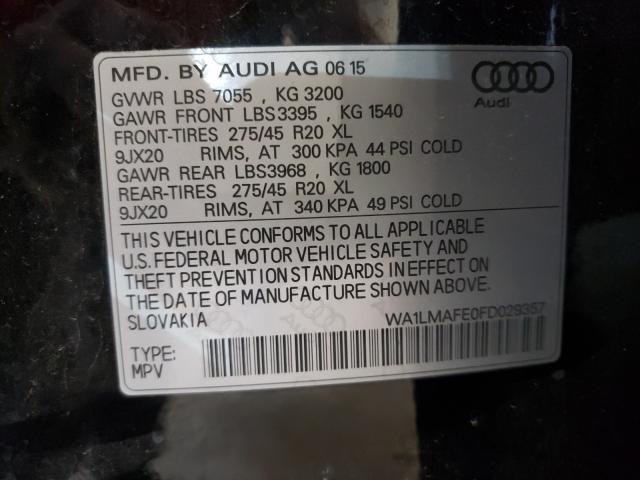 MFD. BY AUDI AG 06 15
GVWR LBS 7055 , KG 3200
GAWR FRONT LBS3395 , KG 1540
FRONT-TIRES 275/45 R20 XL
9JX20 RIMS, AT 300 KPA 44 PSI COLD
GAWR REAR LBS3968 , KG 1800
REAR-TIRES 275/45 R20 XL
9JX20 RIMS, AT 340 KPA 49 PSI COLD
Audi
THIS VEHICLE CONFORMS TO ALL APPLICABLE
U.S. FEDERAL MOTOR VEHICLE SAFETY AND
THEFT PREVENTION STANDARDS IN EFFECT ON
THE DATE OF MANUFACTURE SHOWN ABOVE.
SLOVAKIA WA1LMAFE0FD029357
TYPE:
MPV